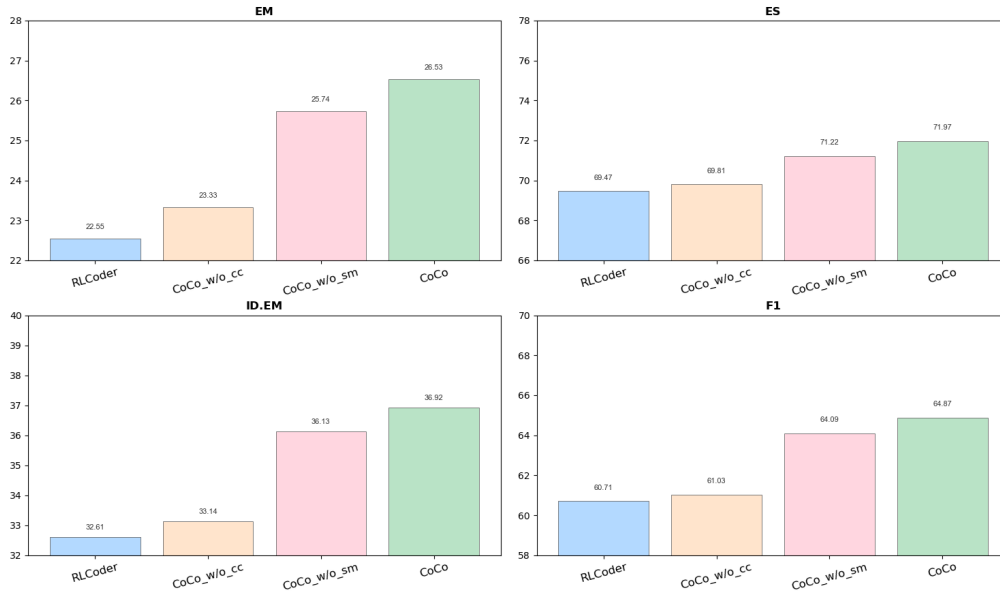 EM
28
27
26
25
24
23
22
22.55
23.33
25.74
26.53
RLCoder
CoCo_w/o_cc
CoCo_w/o_sm
CoCo
ES
78
76
74
72
70
68
66
69.47
69.81
71.22
71.97
RLCoder
CoCo_w/o_cc
CoCo_w/o_sm
CoCo
ID.EM
40
39
38
37
36
35
34
33
32
32.61
33.14
36.13
36.92
RLCoder
CoCo_w/o_cc
CoCo_w/o_sm
CoCo
F1
70
68
66
64
62
60
58
60.71
61.03
64.09
64.87
RLCoder
CoCo_w/o_cc
CoCo_w/o_sm
CoCo